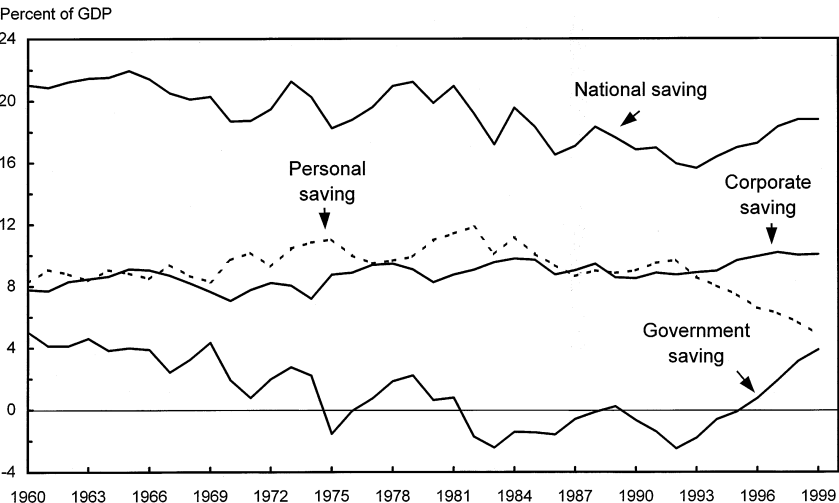 Percent of GDP
24
20
16
12
8
4
0
-4
National saving
Personal
saving
Corporate
saving
Government
saving
1960 1963 1966 1969 1972 1975 1978 1981 1984 1987 1990 1993 1996 1999